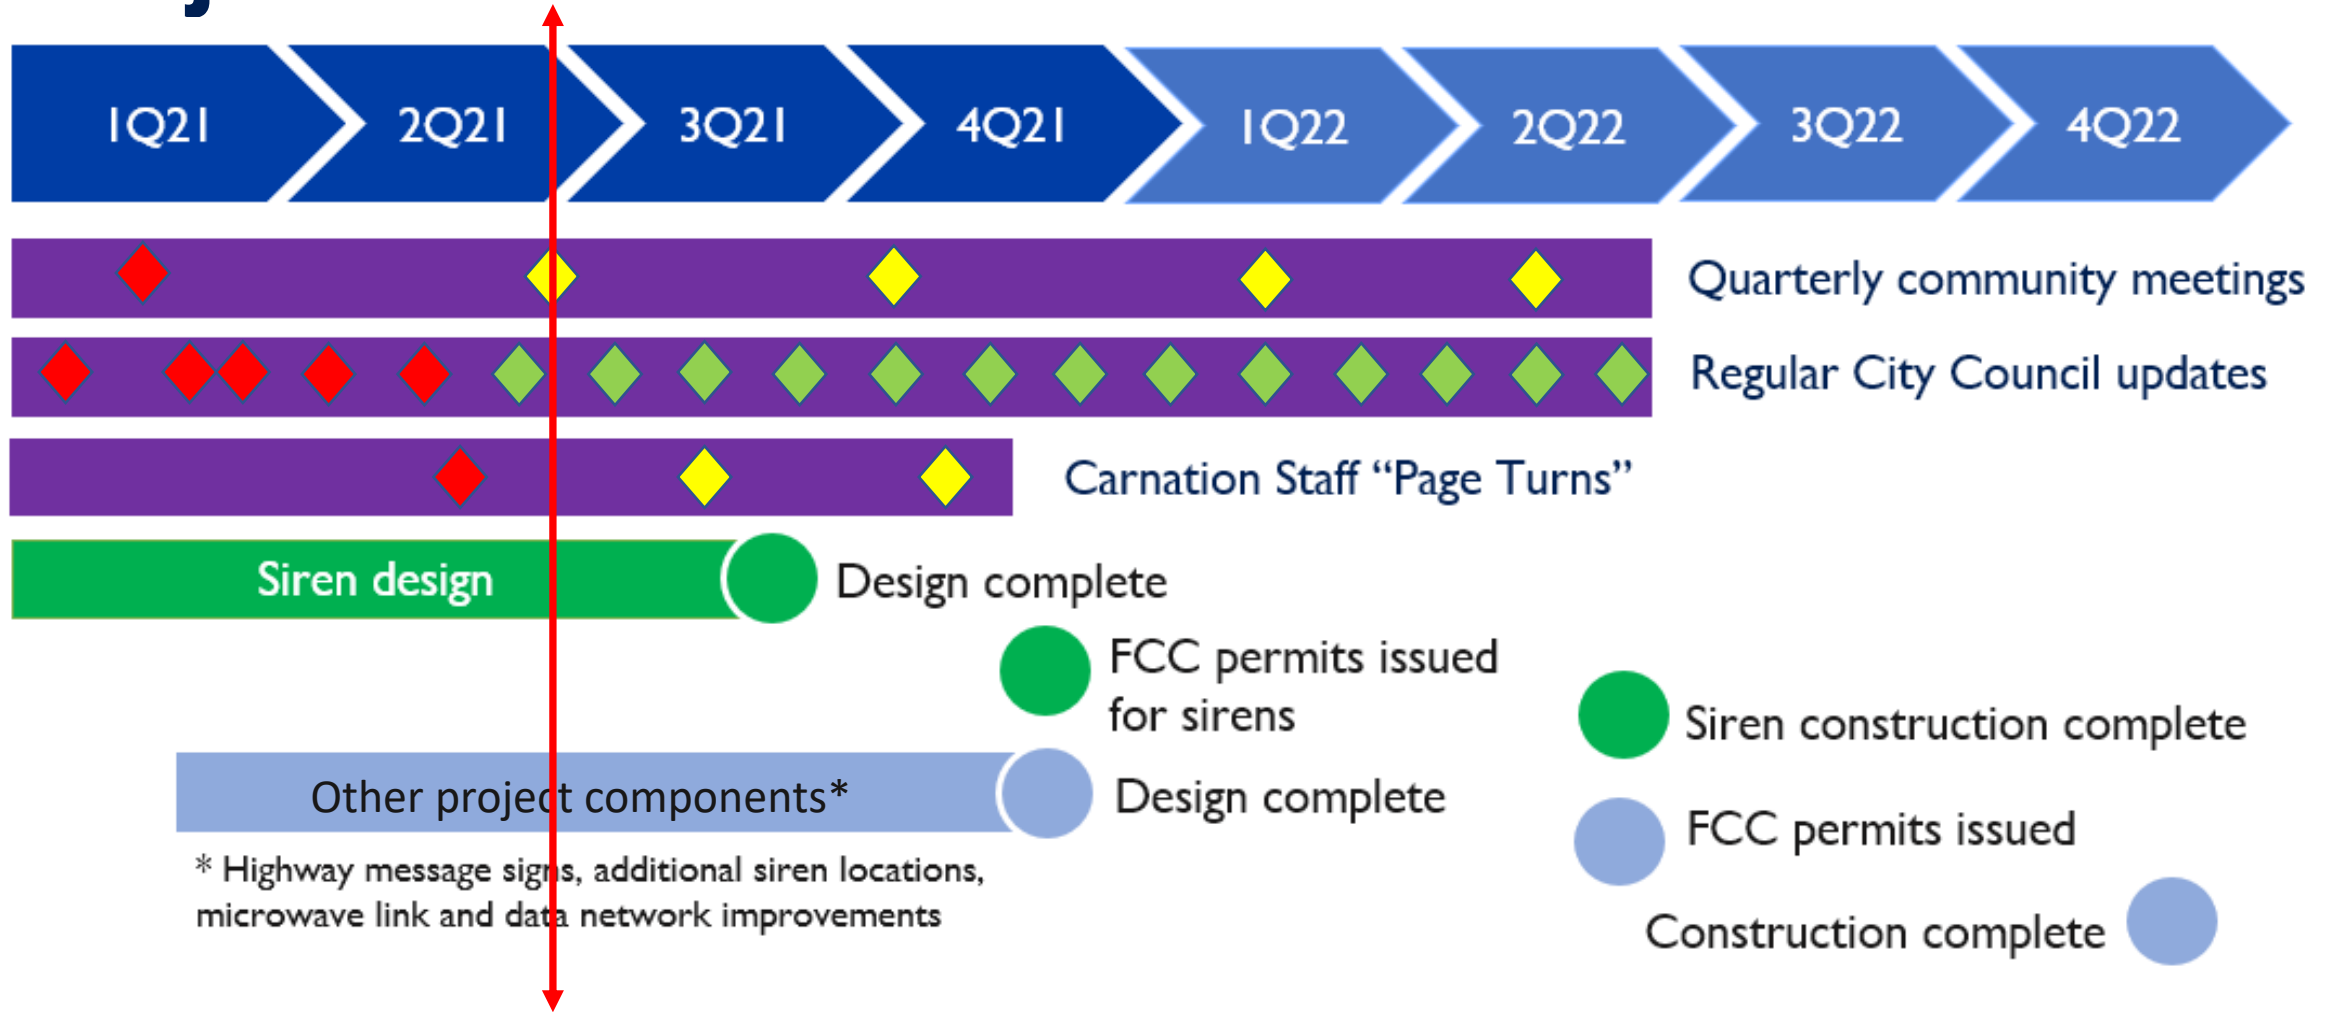 1Q21 2Q21 3Q21 4Q21 1Q22 2Q22 3Q22 4Q22
Quarterly community meetings
Regular City Council updates
Carnation Staff “Page Turns”
Siren design
Design complete
FCC permits issued
for sirens
Siren construction complete
Other project components*
Design complete
FCC permits issued
* Highway message signs, additional siren locations,
microwave link and data network improvements
Construction complete